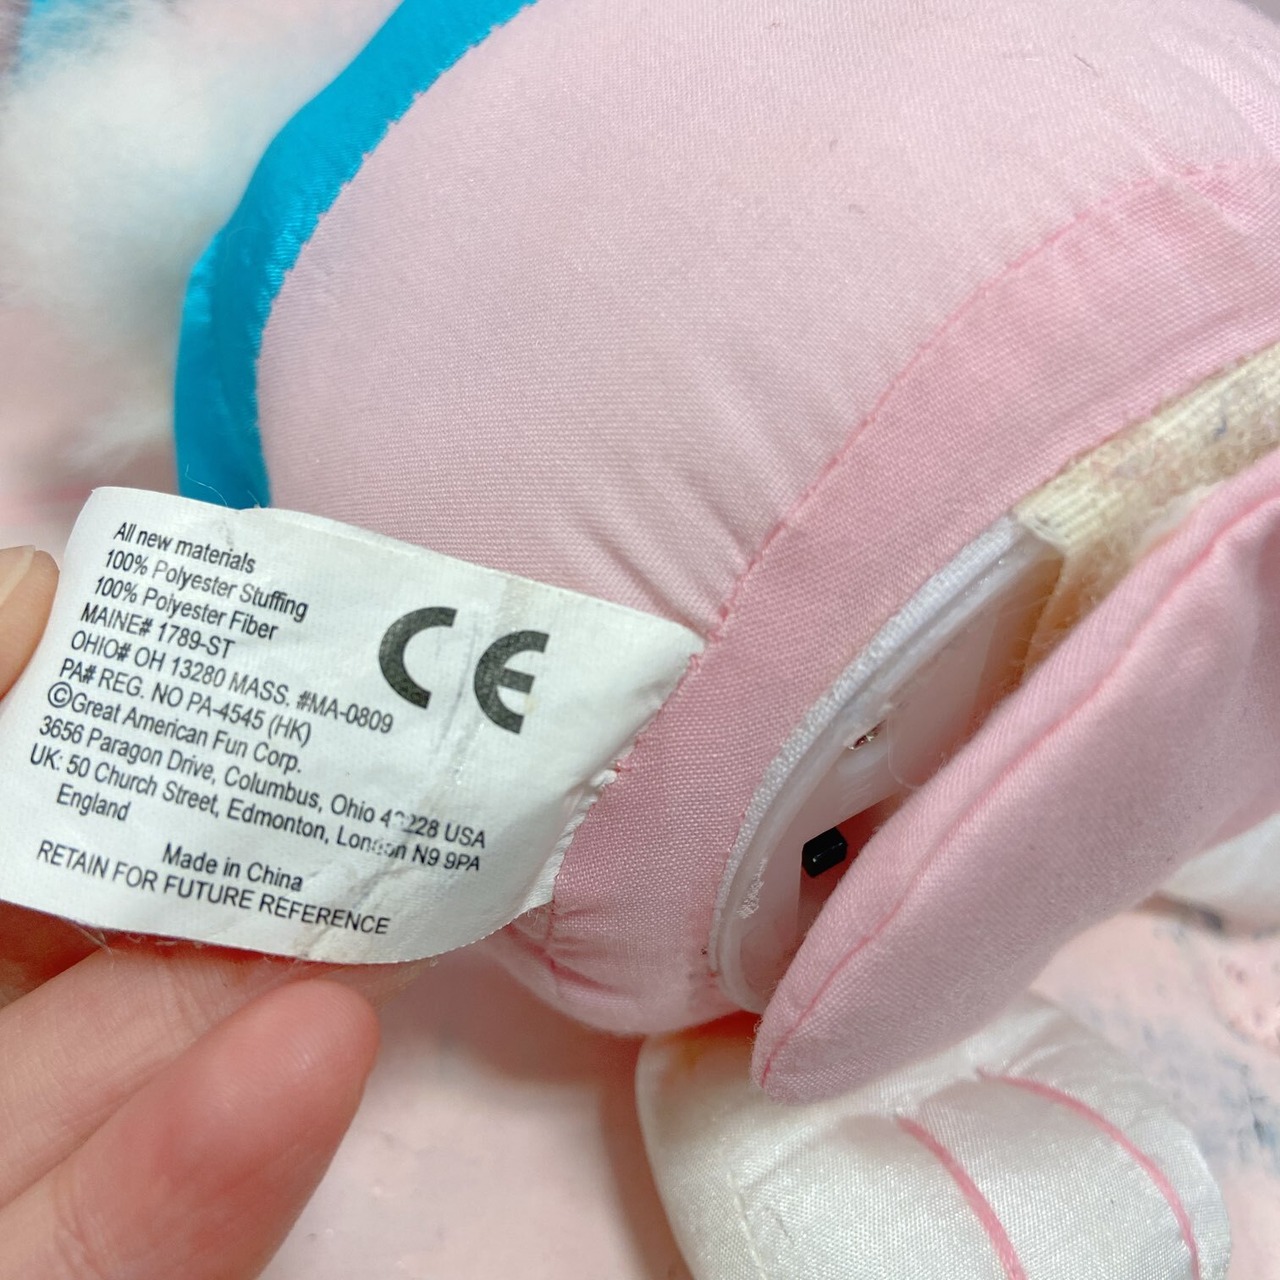 All new materials
100% Polyester Stuffing
100% Polyester Fiber
MAINE# 1789-ST
OHIO# OH 13280 MASS. #MA-0809
PA# REG. NO PA-4545 (HK)
©Great American Fun Corp.
3656 Paragon Drive, Columbus, Ohio USA
UK: 50 Church Street, Edmonton, London N9 9PA
England
Made in China
RETAIN FOR FUTURE REFERENCE
CE